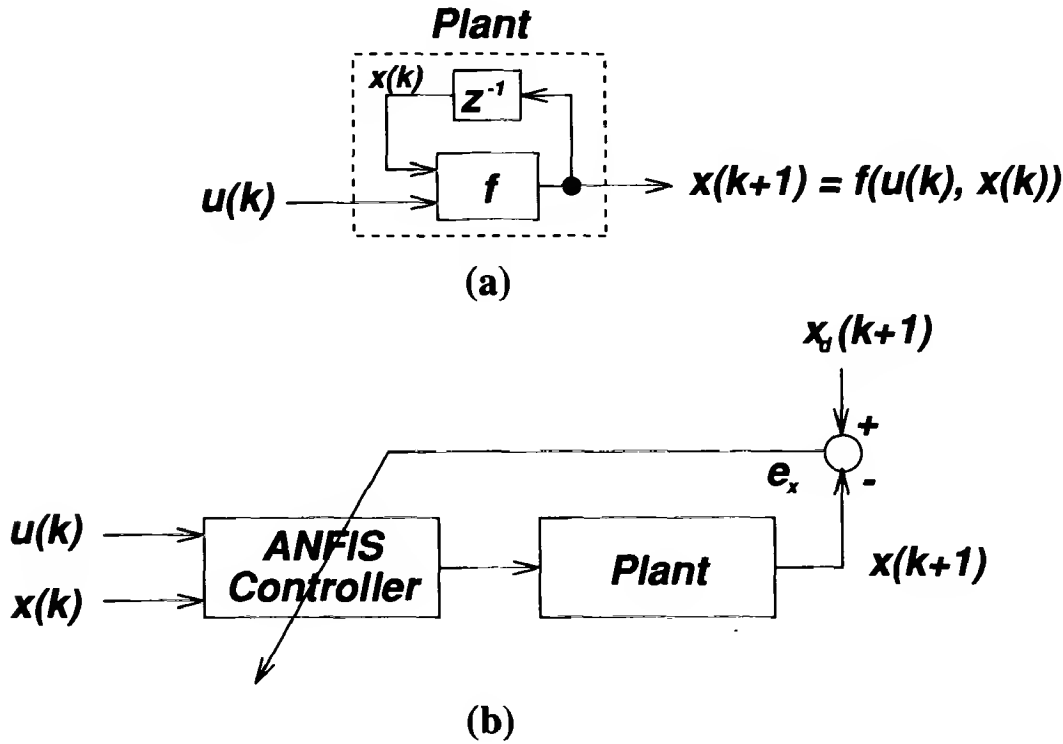 Plant
x(k)
z⁻¹
f
u(k)
x(k+1) = f(u(k), x(k))
(a)
x_d(k+1)
+
e_x
-
u(k)
ANFIS
Controller
Plant
x(k+1)
x(k)
(b)